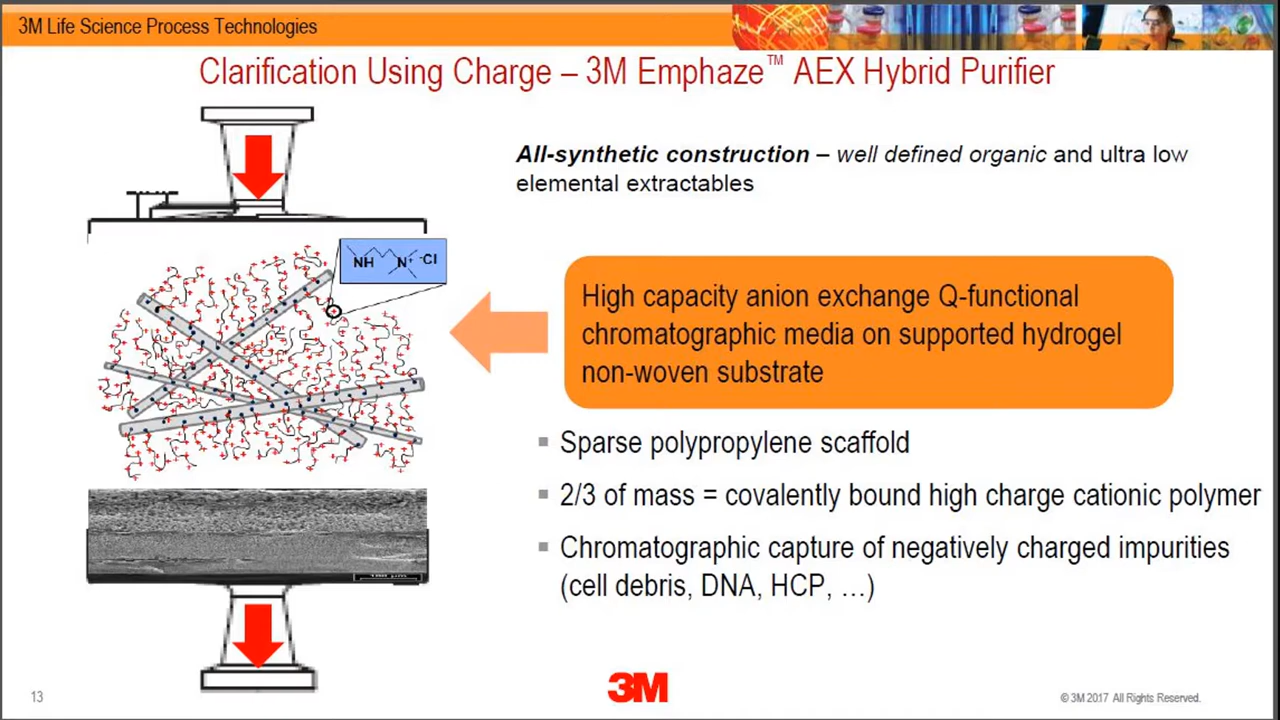 3M Life Science Process Technologies
Clarification Using Charge – 3M Emphaze™ AEX Hybrid Purifier
All-synthetic construction – well defined organic and ultra low
elemental extractables
NH N⁺ ⁻Cl
High capacity anion exchange Q-functional
chromatographic media on supported hydrogel
non-woven substrate
▪ Sparse polypropylene scaffold
▪ 2/3 of mass = covalently bound high charge cationic polymer
▪ Chromatographic capture of negatively charged impurities
(cell debris, DNA, HCP, …)
13
3M
© 3M 2017 All Rights Reserved.